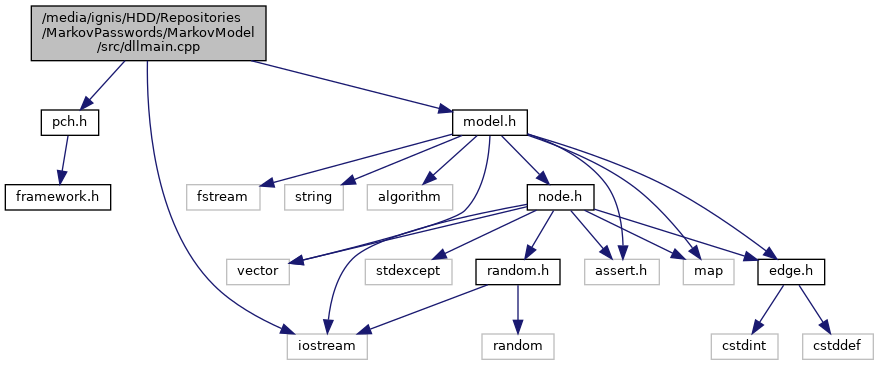 /media/ignis/HDD/Repositories
/MarkovPasswords/MarkovModel
/src/dllmain.cpp
pch.h
model.h
framework.h
fstream
string
algorithm
node.h
vector
stdexcept
random.h
assert.h
map
edge.h
iostream
random
cstdint
cstddef